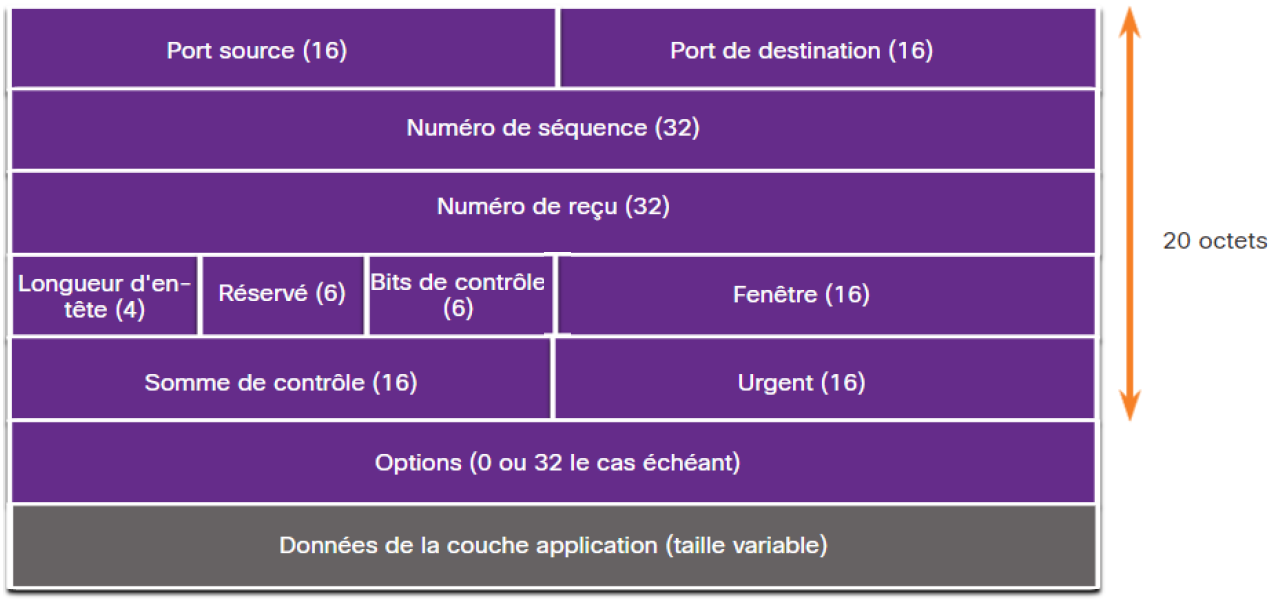 Port source (16)
Port de destination (16)
Numéro de séquence (32)
Numéro de reçu (32)
20 octets
Longueur d'en-
tête (4)
Réservé (6)
Bits de contrôle
(6)
Fenêtre (16)
Somme de contrôle (16)
Urgent (16)
Options (0 ou 32 le cas échéant)
Données de la couche application (taille variable)